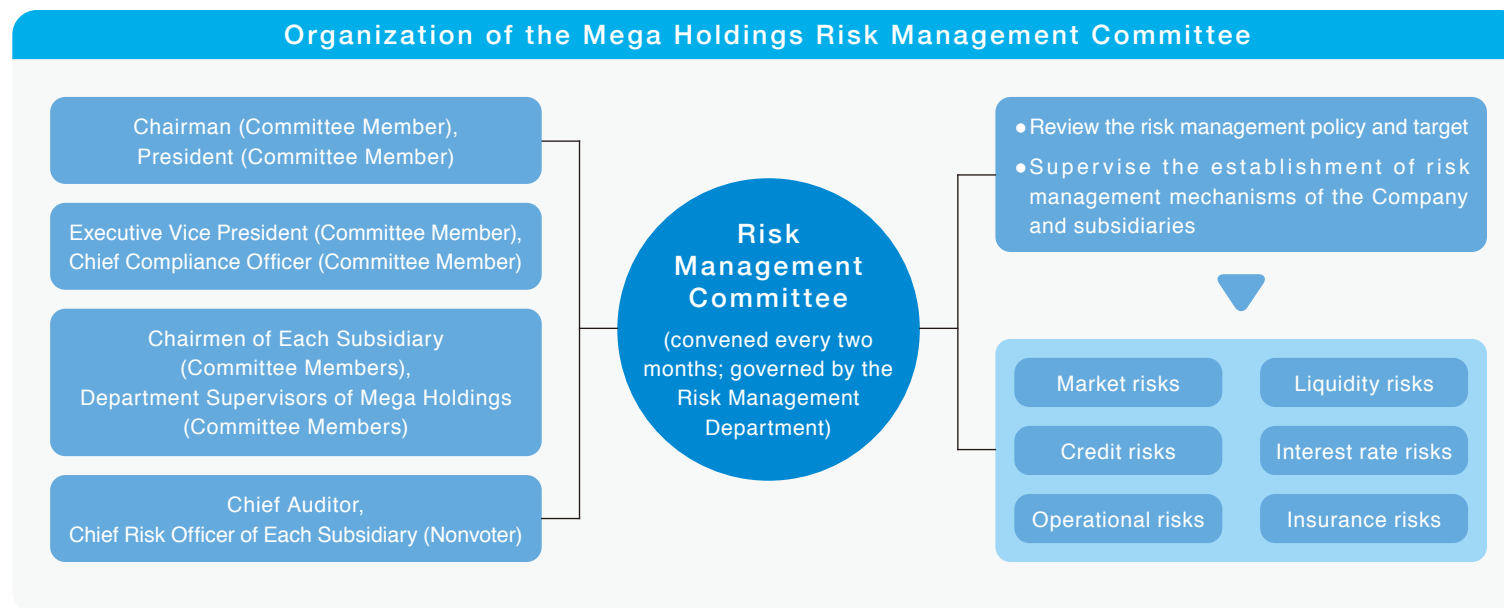 Organization of the Mega Holdings Risk Management Committee
Chairman (Committee Member),
President (Committee Member)
Executive Vice President (Committee Member),
Chief Compliance Officer (Committee Member)
Chairmen of Each Subsidiary
(Committee Members),
Department Supervisors of Mega Holdings
(Committee Members)
Chief Auditor,
Chief Risk Officer of Each Subsidiary (Nonvoter)
Risk
Management
Committee
(convened every two
months; governed by the
Risk Management
Department)
●Review the risk management policy and target
●Supervise the establishment of risk
management mechanisms of the Company
and subsidiaries
Market risks
Liquidity risks
Credit risks
Interest rate risks
Operational risks
Insurance risks